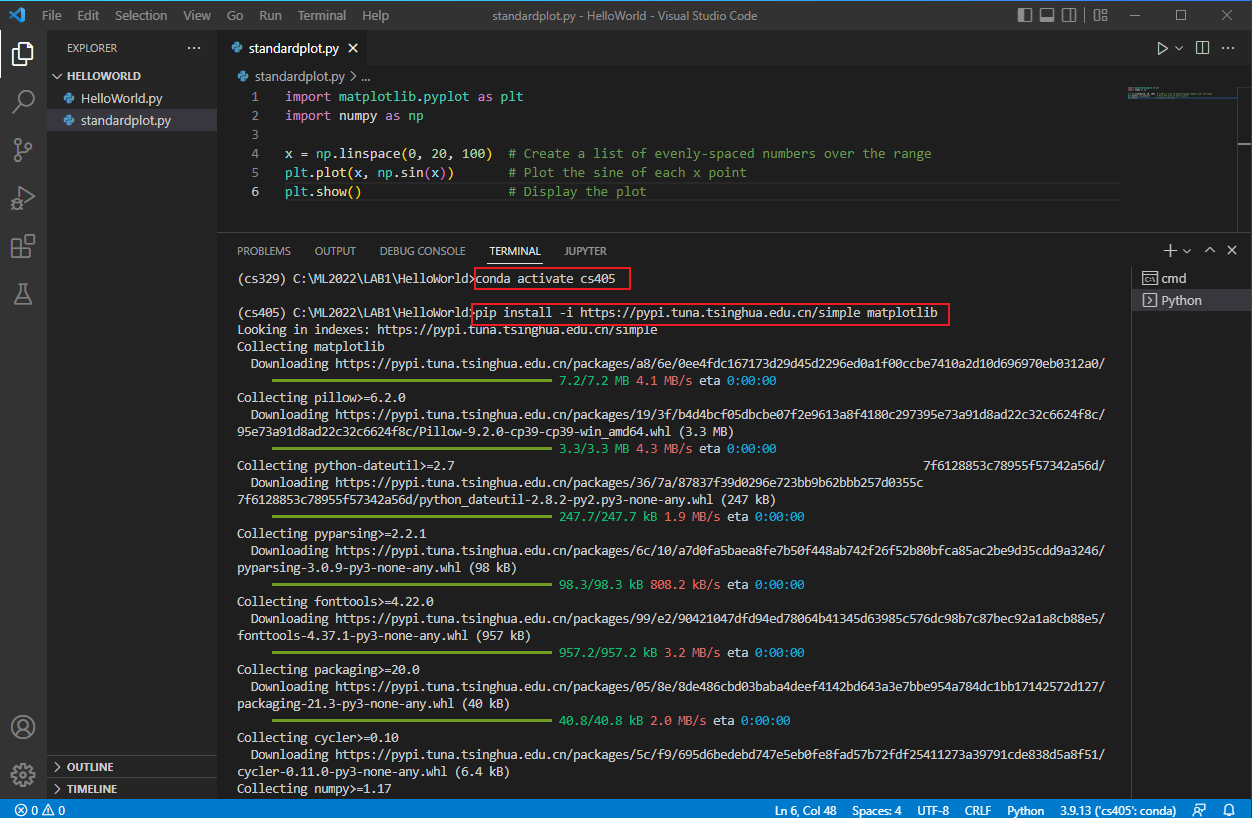 File Edit Selection View Go Run Terminal Help
standardplot.py - HelloWorld - Visual Studio Code
EXPLORER
HELLOWORLD
HelloWorld.py
standardplot.py
standardplot.py
standardplot.py > ...
1 import matplotlib.pyplot as plt
2 import numpy as np
3
4 x = np.linspace(0, 20, 100)  # Create a list of evenly-spaced numbers over the range
5 plt.plot(x, np.sin(x))       # Plot the sine of each x point
6 plt.show()                   # Display the plot
PROBLEMS OUTPUT DEBUG CONSOLE TERMINAL JUPYTER
cmd
Python
(cs329) C:\ML2022\LAB1\HelloWorld>conda activate cs405
(cs405) C:\ML2022\LAB1\HelloWorld>pip install -i https://pypi.tuna.tsinghua.edu.cn/simple matplotlib
Looking in indexes: https://pypi.tuna.tsinghua.edu.cn/simple
Collecting matplotlib
Downloading https://pypi.tuna.tsinghua.edu.cn/packages/a8/6e/0ee4fdc167173d29d45d2296ed0a1f00ccbe7410a2d10d696970eb0312a0/
7.2/7.2 MB 4.1 MB/s eta 0:00:00
Collecting pillow>=6.2.0
Downloading https://pypi.tuna.tsinghua.edu.cn/packages/19/3f/b4d4bcf05dbcbe07f2e9613a8f4180c297395e73a91d8ad22c32c6624f8c/
95e73a91d8ad22c32c6624f8c/Pillow-9.2.0-cp39-cp39-win_amd64.whl (3.3 MB)
3.3/3.3 MB 4.3 MB/s eta 0:00:00
Collecting python-dateutil>=2.7 7f6128853c78955f57342a56d/
Downloading https://pypi.tuna.tsinghua.edu.cn/packages/36/7a/87837f39d0296e723bb9b62bbb257d0355c
7f6128853c78955f57342a56d/python_dateutil-2.8.2-py2.py3-none-any.whl (247 kB)
247.7/247.7 kB 1.9 MB/s eta 0:00:00
Collecting pyparsing>=2.2.1
Downloading https://pypi.tuna.tsinghua.edu.cn/packages/6c/10/a7d0fa5baea8fe7b50f448ab742f26f52b80bfca85ac2be9d35cdd9a3246/
pyparsing-3.0.9-py3-none-any.whl (98 kB)
98.3/98.3 kB 808.2 kB/s eta 0:00:00
Collecting fonttools>=4.22.0
Downloading https://pypi.tuna.tsinghua.edu.cn/packages/99/e2/90421047dfd94ed78064b41345d63985c576dc98b7c87bec92a1a8cb88e5/
fonttools-4.37.1-py3-none-any.whl (957 kB)
957.2/957.2 kB 3.2 MB/s eta 0:00:00
Collecting packaging>=20.0
Downloading https://pypi.tuna.tsinghua.edu.cn/packages/05/8e/8de486cbd03baba4deef4142bd643a3e7bbe954a784dc1bb17142572d127/
packaging-21.3-py3-none-any.whl (40 kB)
40.8/40.8 kB 2.0 MB/s eta 0:00:00
Collecting cycler>=0.10
Downloading https://pypi.tuna.tsinghua.edu.cn/packages/5c/f9/695d6bedebd747e5eb0fe8fad57b72fdf25411273a39791cde838d5a8f51/
cycler-0.11.0-py3-none-any.whl (6.4 kB)
Collecting numpy>=1.17
OUTLINE
TIMELINE
0 0 Ln 6, Col 48 Spaces: 4 UTF-8 CRLF Python 3.9.13 ('cs405': conda)